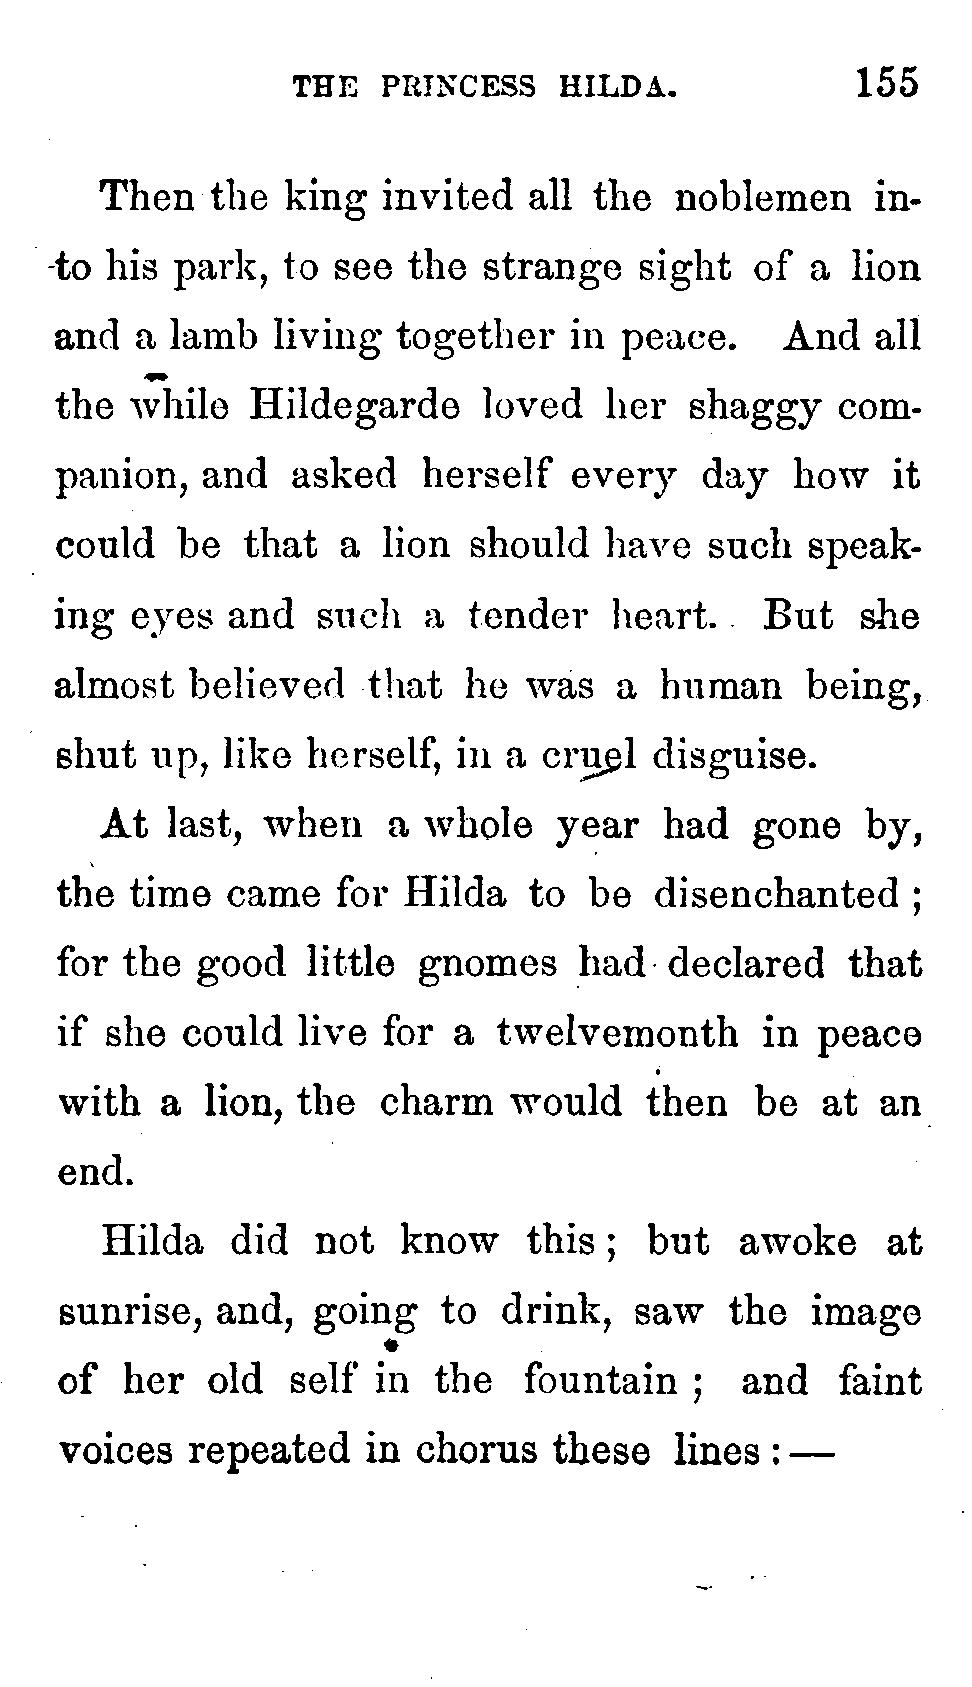 THE PRINCESS HILDA. 155
Then the king invited all the noblemen in-
to his park, to see the strange sight of a lion
and a lamb living together in peace. And all
the while Hildegarde loved her shaggy com-
panion, and asked herself every day how it
could be that a lion should have such speak-
ing eyes and such a tender heart. But she
almost believed that he was a human being,
shut up, like herself, in a cruel disguise.
At last, when a whole year had gone by,
the time came for Hilda to be disenchanted ;
for the good little gnomes had declared that
if she could live for a twelvemonth in peace
with a lion, the charm would then be at an
end.
Hilda did not know this ; but awoke at
sunrise, and, going to drink, saw the image
of her old self in the fountain ; and faint
voices repeated in chorus these lines : —